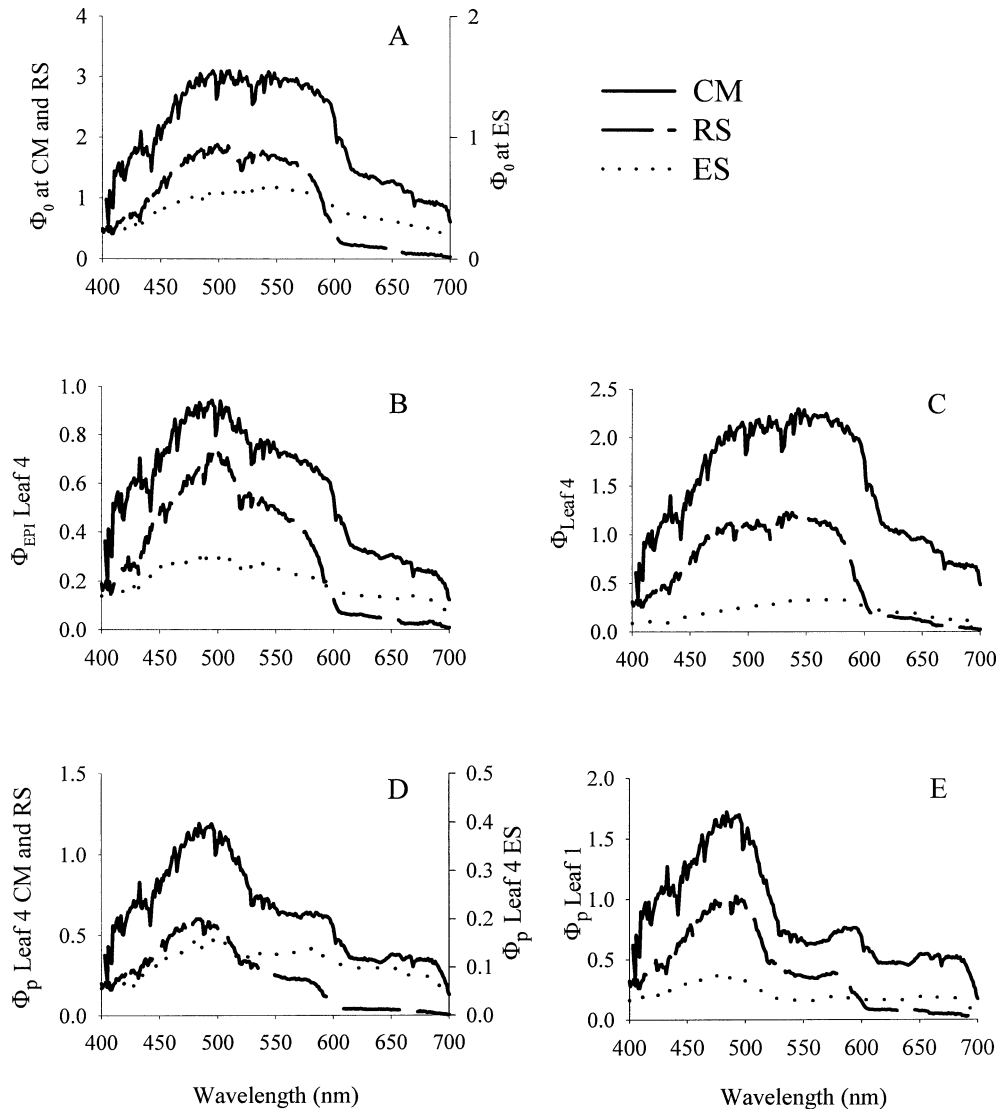 A
Φ0 at CM and RS
4
3
2
1
0
Φ0 at ES
2
1
0
400 450 500 550 600 650 700
CM
RS
ES
B
ΦEPI Leaf 4
1.0
0.8
0.6
0.4
0.2
0.0
400 450 500 550 600 650 700
C
ΦLeaf 4
2.5
2.0
1.5
1.0
0.5
0.0
400 450 500 550 600 650 700
D
Φp Leaf 4 CM and RS
1.5
1.0
0.5
0.0
Φp Leaf 4 ES
0.5
0.4
0.3
0.2
0.1
0.0
400 450 500 550 600 650 700
Wavelength (nm)
E
Φp Leaf 1
2.0
1.5
1.0
0.5
0.0
400 450 500 550 600 650 700
Wavelength (nm)